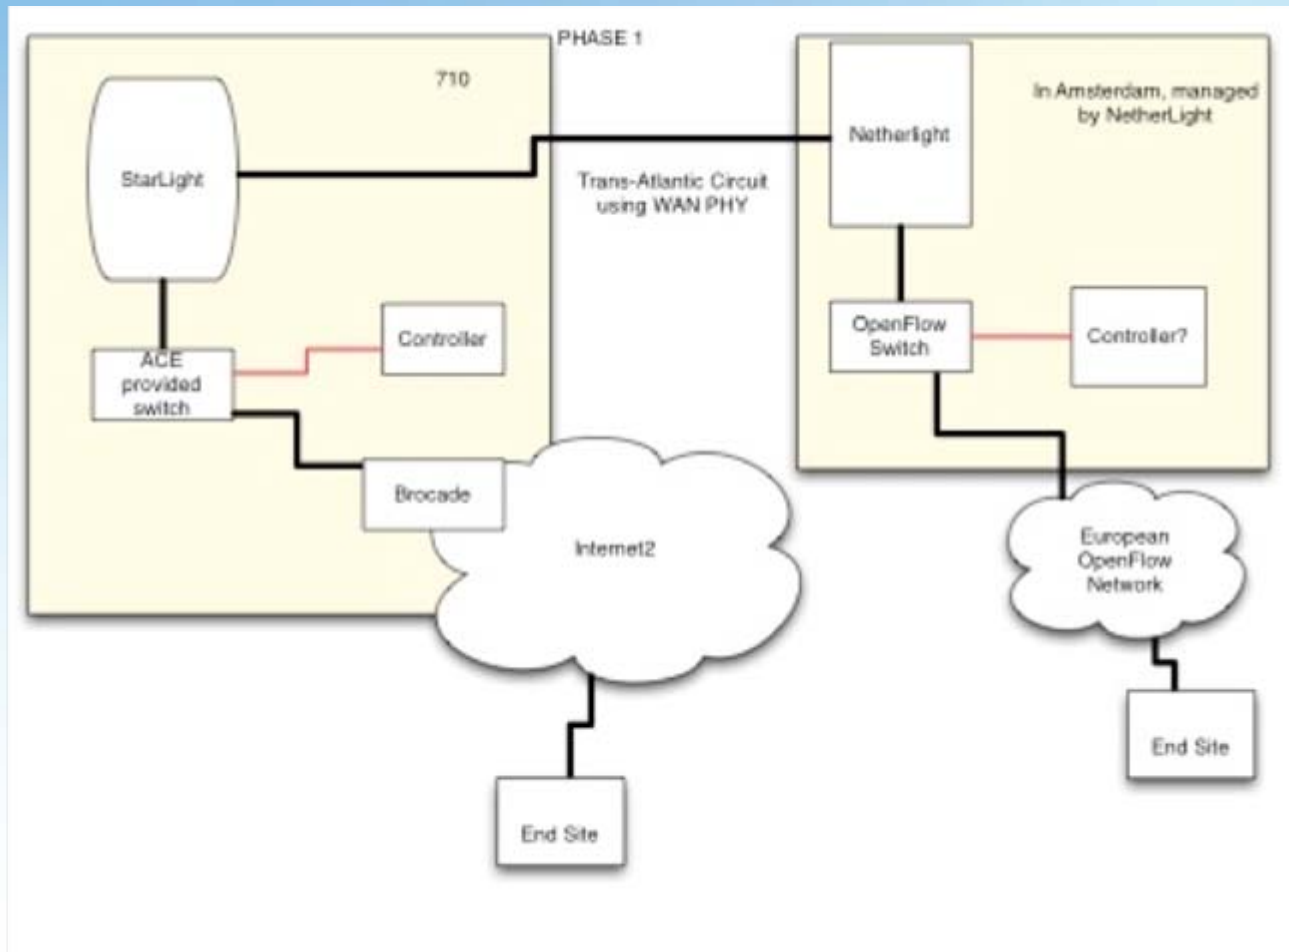 PHASE 1
710
StarLight
Trans-Atlantic Circuit
using WAN PHY
Netherlight
In Amsterdam, managed
by NetherLight
Controller
ACE
provided
switch
Brocade
Internet2
End Site
OpenFlow
Switch
Controller?
European
OpenFlow
Network
End Site